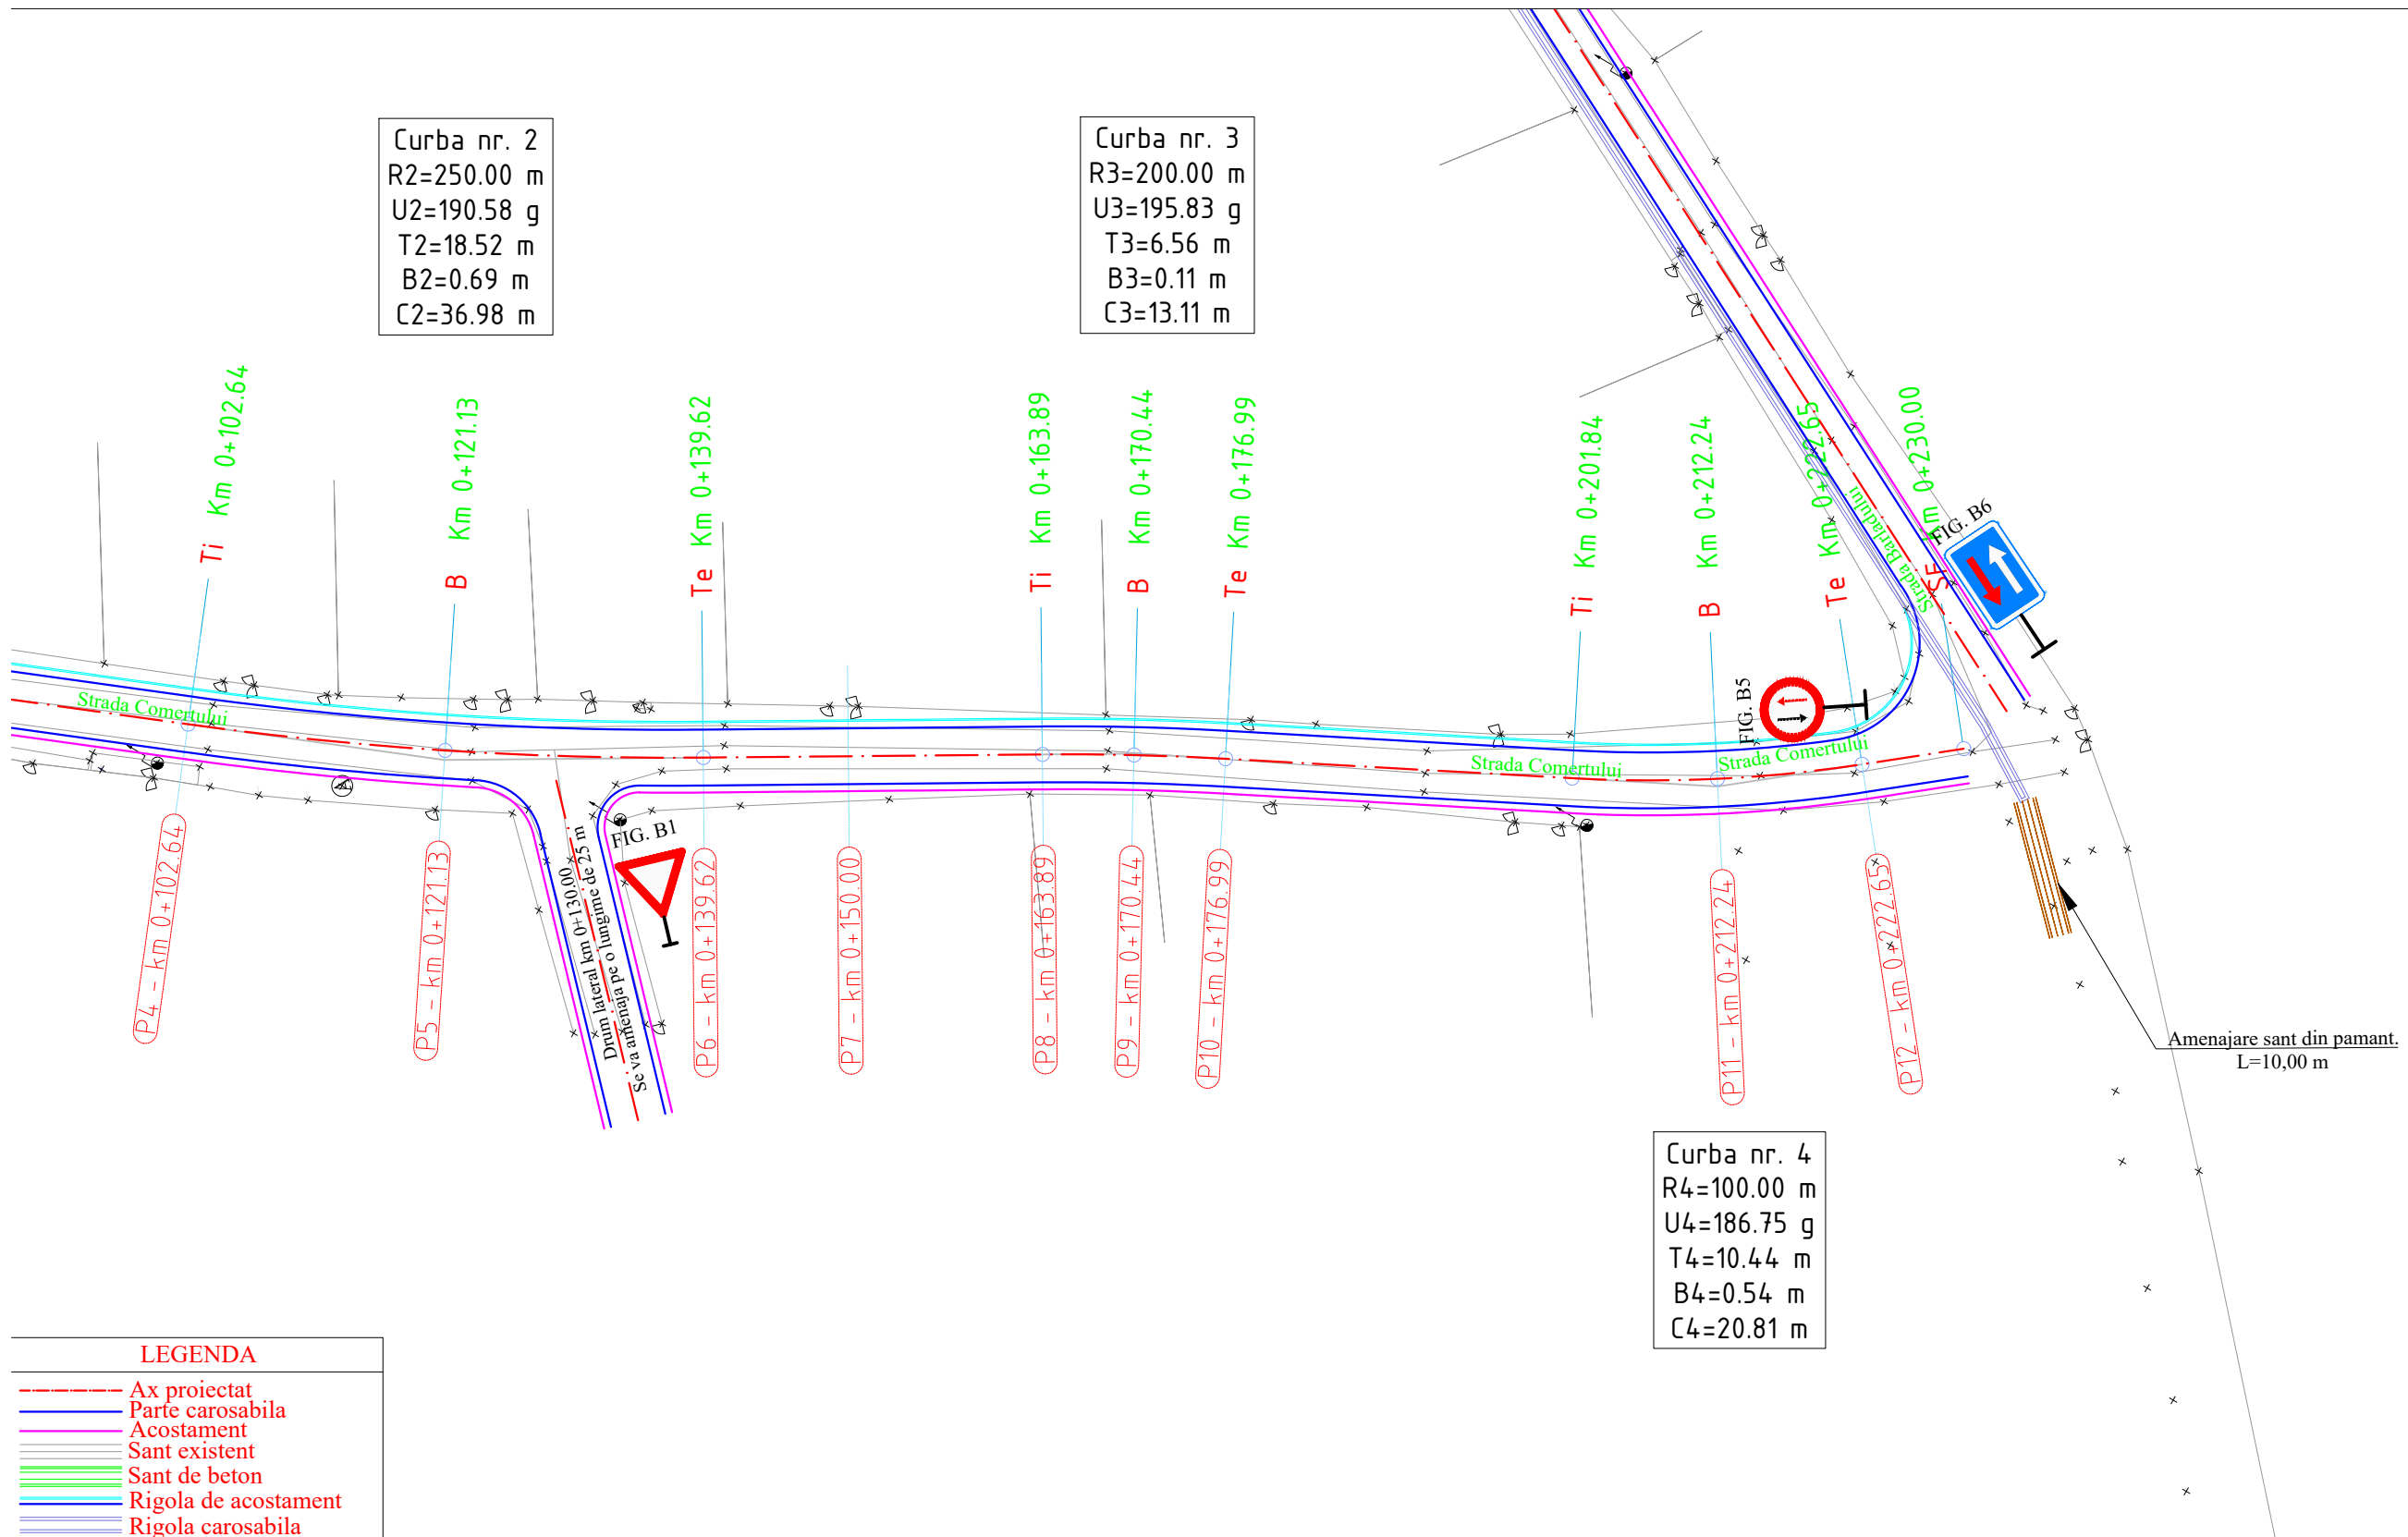 Curba nr. 2
R2=250.00 m
U2=190.58 g
T2=18.52 m
B2=0.69 m
C2=36.98 m
Curba nr. 3
R3=200.00 m
U3=195.83 g
T3=6.56 m
B3=0.11 m
C3=13.11 m
Ti Km 0+102.64
B Km 0+121.13
Te Km 0+139.62
Ti Km 0+163.89
B Km 0+170.44
Te Km 0+176.99
Ti Km 0+201.84
B Km 0+212.24
Te Km 0+222.65
SF Km 0+230.00
Strada Barladului
FIG. B6
FIG. B5
Strada Comertului
Strada Comertului
Strada Comertului
FIG. B1
Drum lateral km 0+130.00
Se va amenaja pe o lungime de 25 m
P4 - km 0+102.64
P5 - km 0+121.13
P6 - km 0+139.62
P7 - km 0+150.00
P8 - km 0+163.89
P9 - km 0+170.44
P10 - km 0+176.99
P11 - km 0+212.24
P12 - km 0+222.65
Amenajare sant din pamant.
L=10,00 m
Curba nr. 4
R4=100.00 m
U4=186.75 g
T4=10.44 m
B4=0.54 m
C4=20.81 m
LEGENDA
Ax proiectat
Parte carosabila
Acostament
Sant existent
Sant de beton
Rigola de acostament
Rigola carosabila